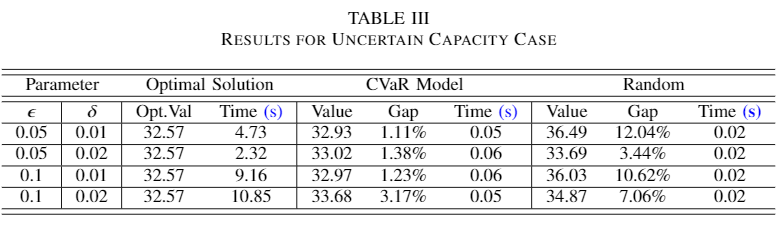 TABLE III
RESULTS FOR UNCERTAIN CAPACITY CASE
Parameter Optimal Solution CVaR Model Random
ϵ δ Opt.Val Time (s) Value Gap Time (s) Value Gap Time (s)
0.05 0.01 32.57 4.73 32.93 1.11% 0.05 36.49 12.04% 0.02
0.05 0.02 32.57 2.32 33.02 1.38% 0.06 33.69 3.44% 0.02
0.1 0.01 32.57 9.16 32.97 1.23% 0.06 36.03 10.62% 0.02
0.1 0.02 32.57 10.85 33.68 3.17% 0.05 34.87 7.06% 0.02